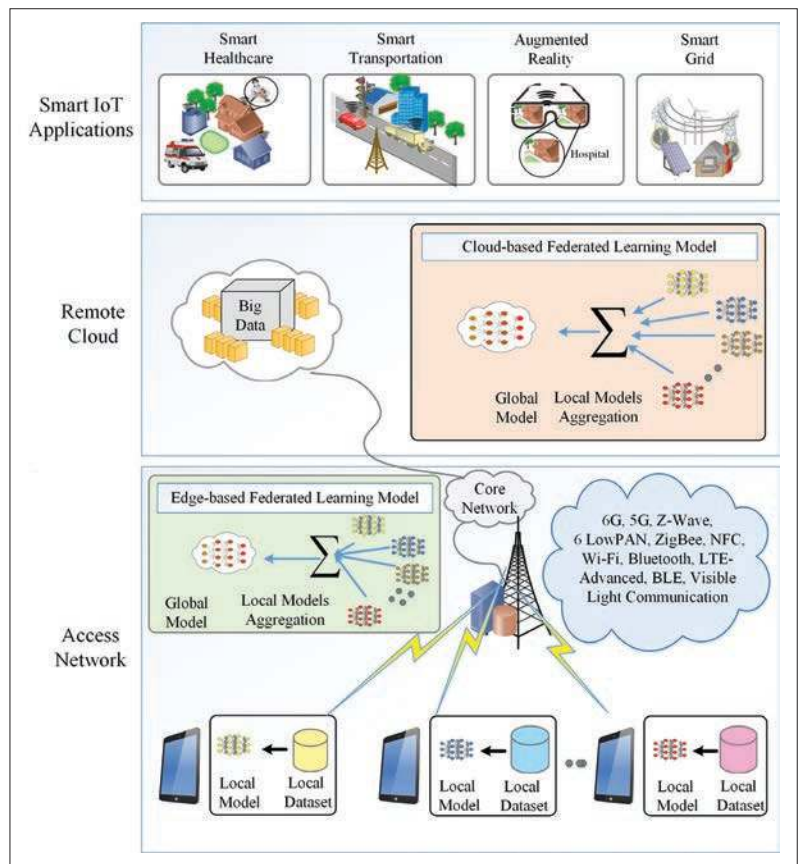 Smart
Healthcare
Smart
Transportation
Augmented
Reality
Smart
Grid
Smart IoT
Applications
Hospital
Remote
Cloud
Big
Data
Cloud-based Federated Learning Model
Global
Model
Local Models
Aggregation
Access
Network
Edge-based Federated Learning Model
Global
Model
Local Models
Aggregation
Core
Network
6G, 5G, Z-Wave,
6 LowPAN, ZigBee, NFC,
Wi-Fi, Bluetooth, LTE-
Advanced, BLE, Visible
Light Communication
Local
Model
Local
Dataset
Local
Model
Local
Dataset
Local
Model
Local
Dataset